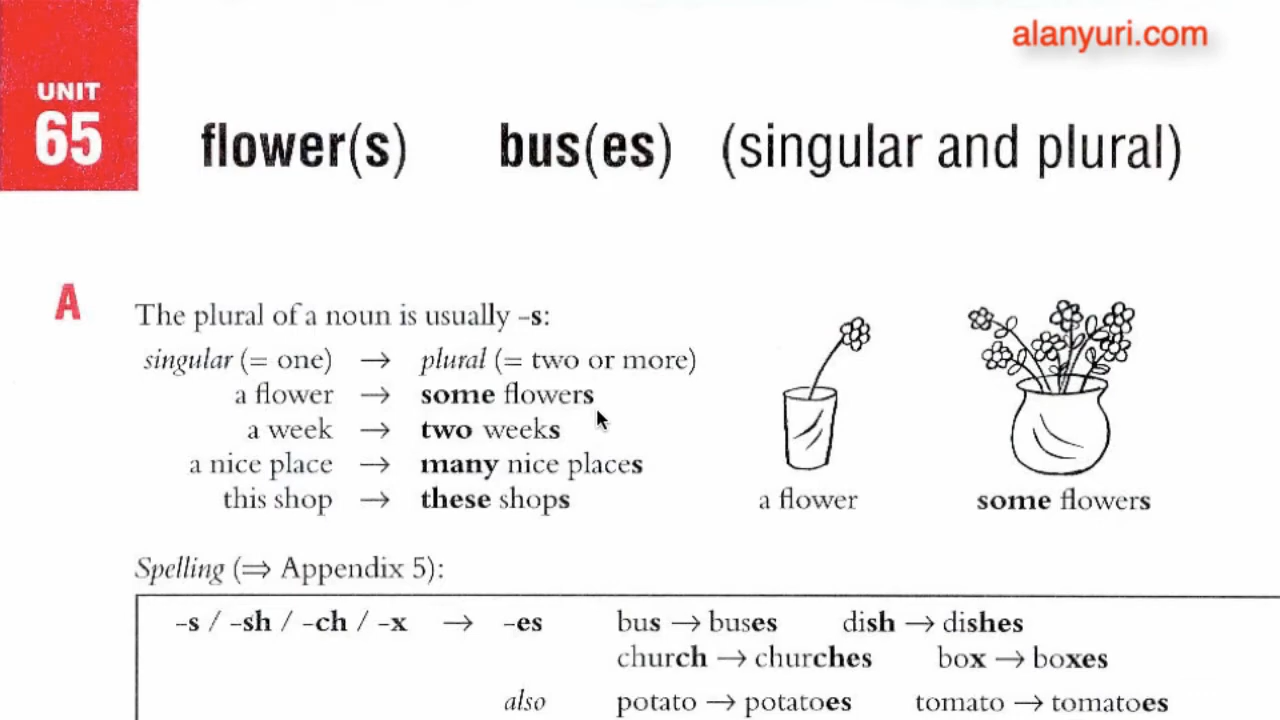 alanyuri.com
UNIT
65
flower(s) bus(es) (singular and plural)
A
The plural of a noun is usually -s:
singular (= one) → plural (= two or more)
a flower → some flowers
a week → two weeks
a nice place → many nice places
this shop → these shops
a flower some flowers
Spelling (⇒ Appendix 5):
-s / -sh / -ch / -x → -es bus → buses dish → dishes
church → churches box → boxes
also potato → potatoes tomato → tomatoes